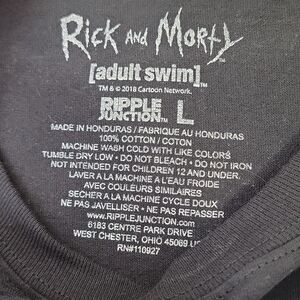 Rick and Morty
[adult swim]™
TM & © 2018 Cartoon Network.
RIPPLE JUNCTION™ L
MADE IN HONDURAS / FABRIQUE AU HONDURAS
100% COTTON / COTON
MACHINE WASH COLD WITH LIKE COLORS
TUMBLE DRY LOW • DO NOT BLEACH • DO NOT IRON
NOT INTENDED FOR CHILDREN 12 AND UNDER.
LAVER A LA MACHINE A L'EAU FROIDE
AVEC COULEURS SIMILAIRES
SECHER A LA MACHINE CYCLE DOUX
• NE PAS JAVELLISER • NE PAS REPASSER
www.RIPPLEJUNCTION.com
6183 CENTRE PARK DRIVE
WEST CHESTER, OHIO 45069 U
RN#110927